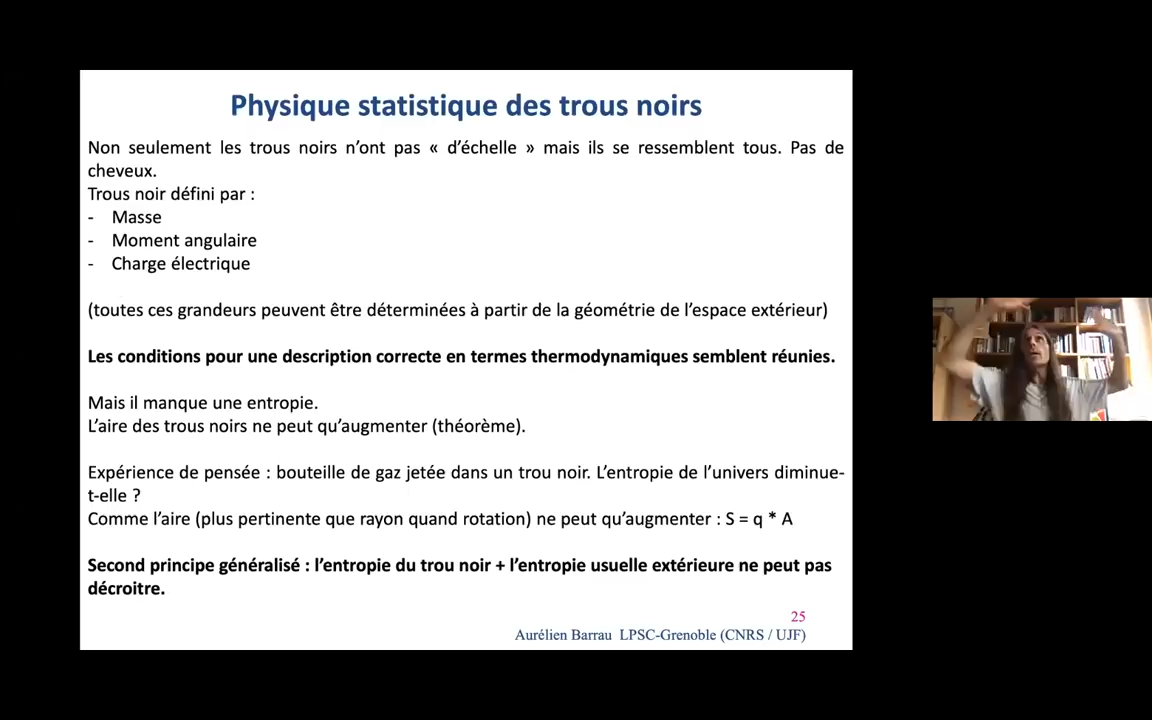 Physique statistique des trous noirs
Non seulement les trous noirs n’ont pas « d’échelle » mais ils se ressemblent tous. Pas de
cheveux.
Trous noir défini par :
- Masse
- Moment angulaire
- Charge électrique
(toutes ces grandeurs peuvent être déterminées à partir de la géométrie de l’espace extérieur)
Les conditions pour une description correcte en termes thermodynamiques semblent réunies.
Mais il manque une entropie.
L’aire des trous noirs ne peut qu’augmenter (théorème).
Expérience de pensée : bouteille de gaz jetée dans un trou noir. L’entropie de l’univers diminue-
t-elle ?
Comme l’aire (plus pertinente que rayon quand rotation) ne peut qu’augmenter : S = q * A
Second principe généralisé : l’entropie du trou noir + l’entropie usuelle extérieure ne peut pas
décroitre.
25
Aurélien Barrau LPSC-Grenoble (CNRS / UJF)